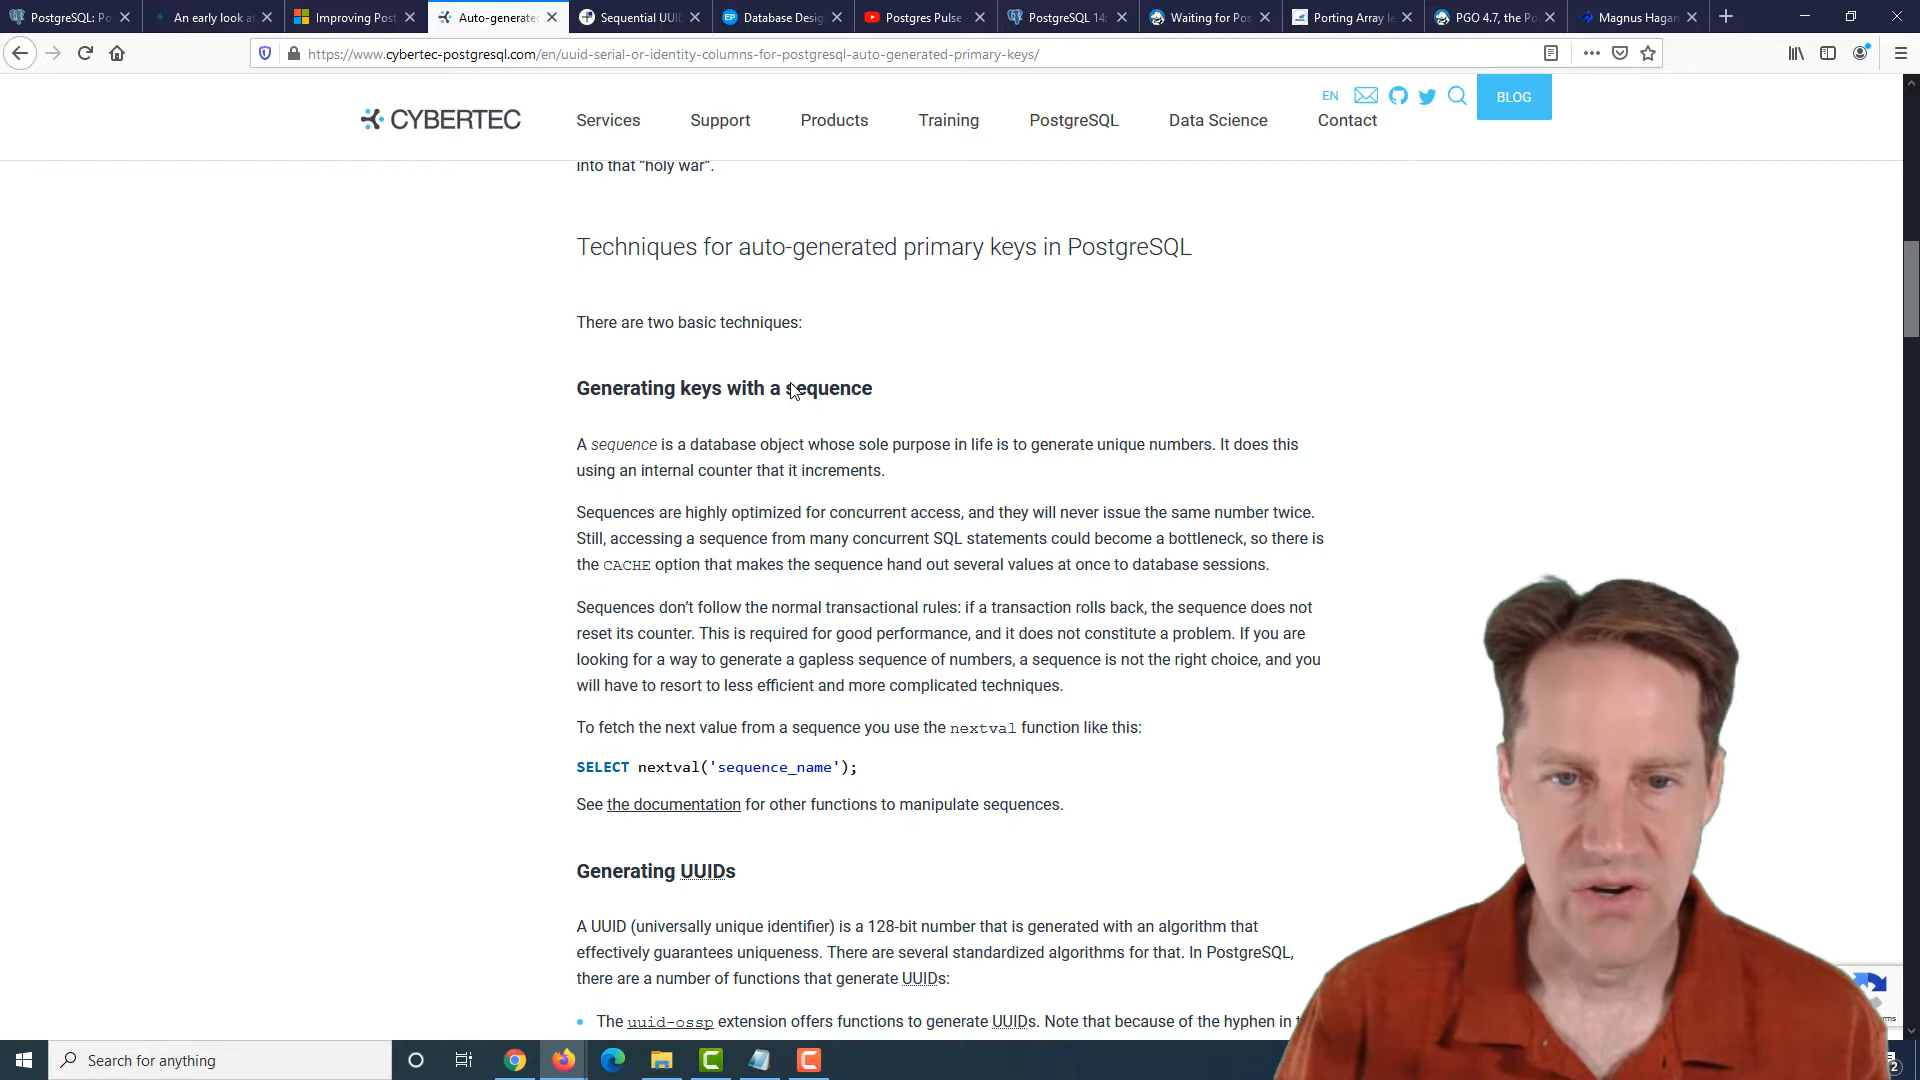 PostgreSQL: Po
An early look at
Improving Post
Auto-generated
Sequential UUID
Database Desig
Postgres Pulse
PostgreSQL 14:
Waiting for Pos
Porting Array le
PGO 4.7, the Po
Magnus Hagan
https://www.cybertec-postgresql.com/en/uuid-serial-or-identity-columns-for-postgresql-auto-generated-primary-keys/
EN
BLOG
CYBERTEC
Services
Support
Products
Training
PostgreSQL
Data Science
Contact
into that “holy war”.
Techniques for auto-generated primary keys in PostgreSQL
There are two basic techniques:
Generating keys with a sequence
A sequence is a database object whose sole purpose in life is to generate unique numbers. It does this
using an internal counter that it increments.
Sequences are highly optimized for concurrent access, and they will never issue the same number twice.
Still, accessing a sequence from many concurrent SQL statements could become a bottleneck, so there is
the CACHE option that makes the sequence hand out several values at once to database sessions.
Sequences don’t follow the normal transactional rules: if a transaction rolls back, the sequence does not
reset its counter. This is required for good performance, and it does not constitute a problem. If you are
looking for a way to generate a gapless sequence of numbers, a sequence is not the right choice, and you
will have to resort to less efficient and more complicated techniques.
To fetch the next value from a sequence you use the nextval function like this:
SELECT nextval('sequence_name');
See the documentation for other functions to manipulate sequences.
Generating UUIDs
A UUID (universally unique identifier) is a 128-bit number that is generated with an algorithm that
effectively guarantees uniqueness. There are several standardized algorithms for that. In PostgreSQL,
there are a number of functions that generate UUIDs:
The uuid-ossp extension offers functions to generate UUIDs. Note that because of the hyphen in
Search for anything
2